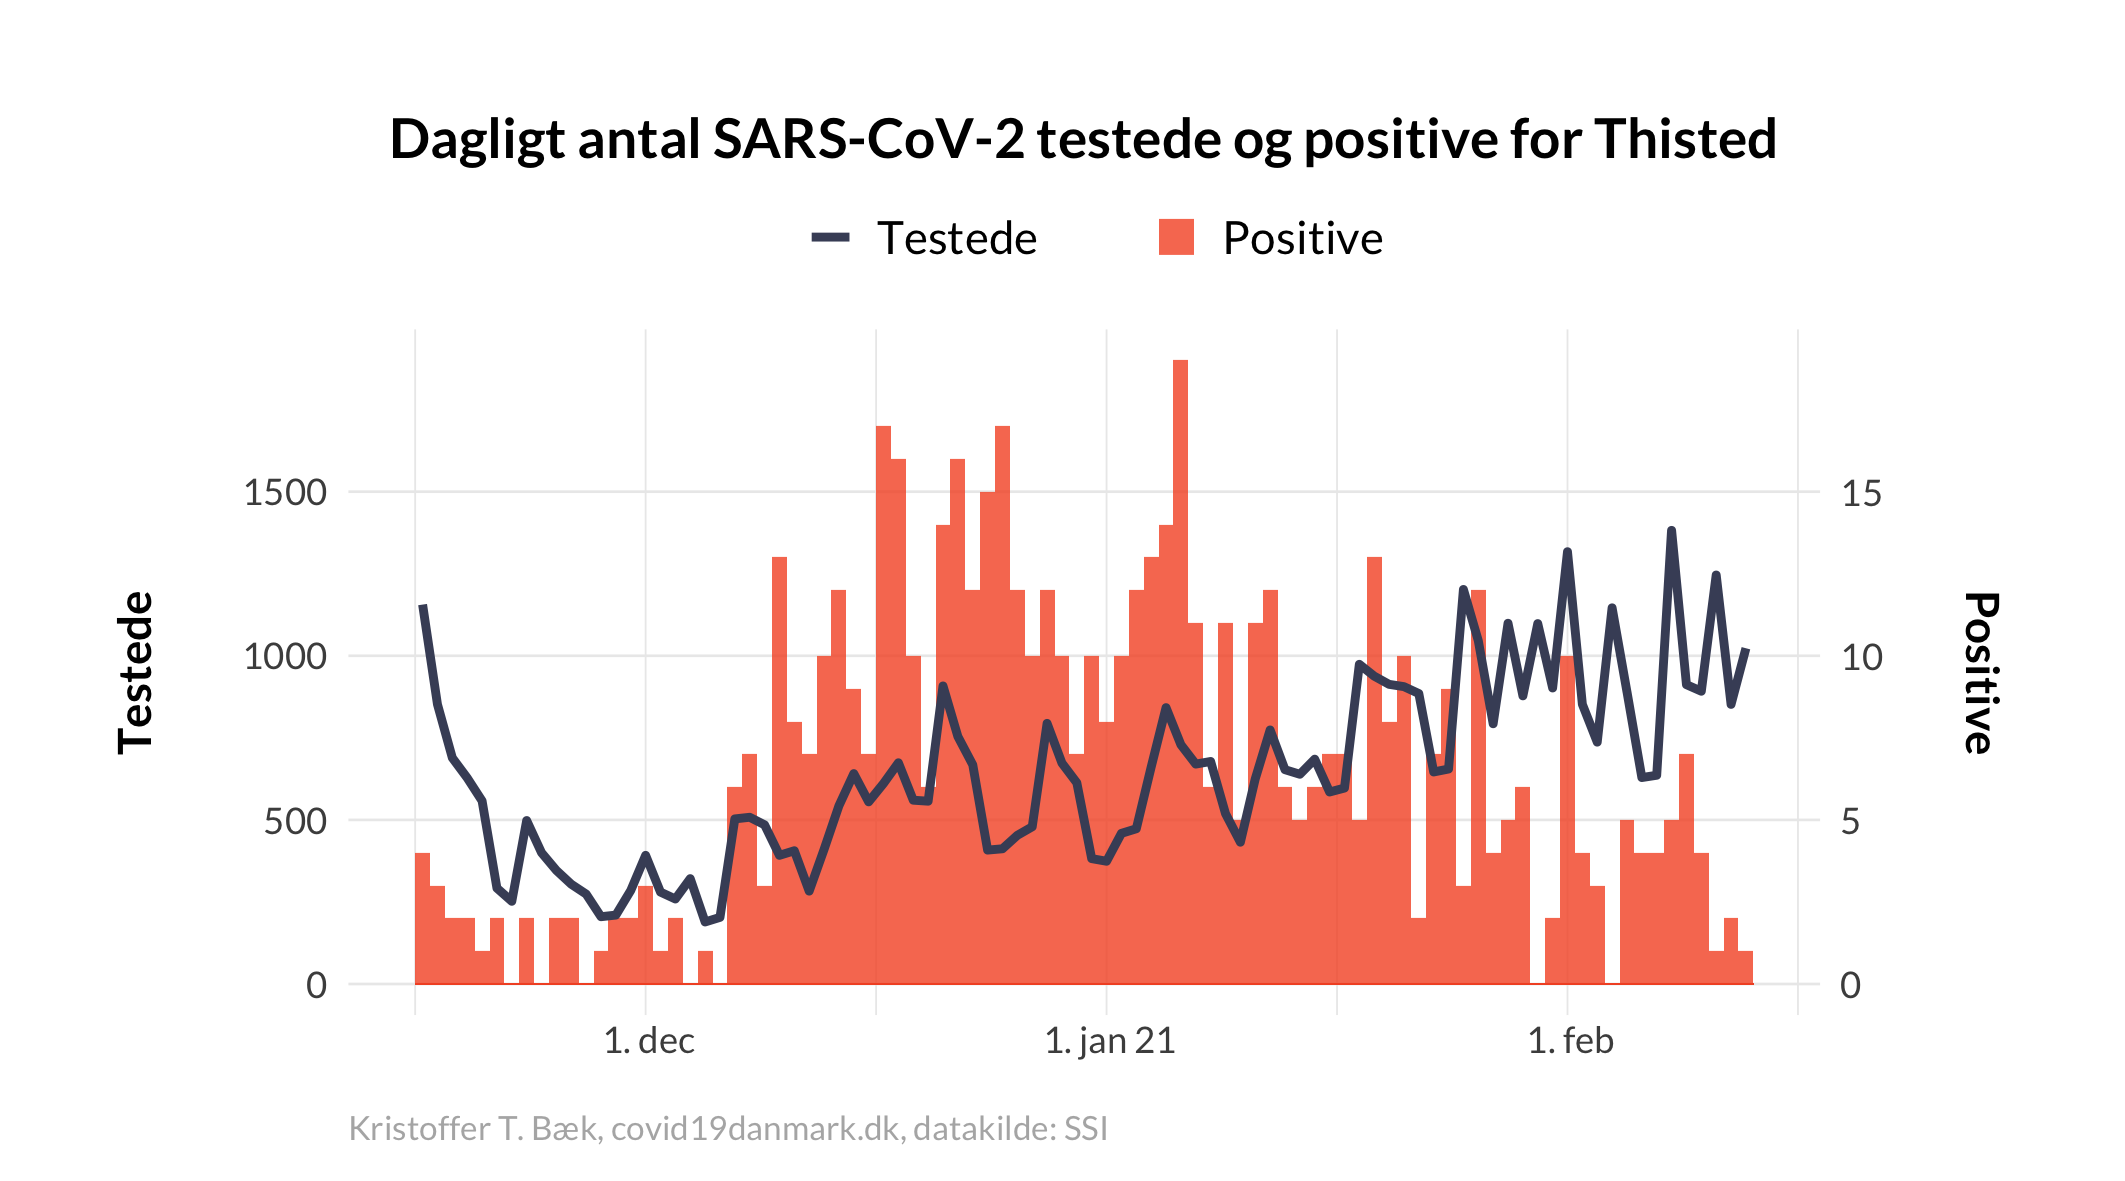 Dagligt antal SARS-CoV-2 testede og positive for Thisted
Testede
Positive
Testede
1500
1000
500
0
15
10
5
0
Positive
1. dec
1. jan 21
1. feb
Kristoffer T. Bæk, covid19danmark.dk, datakilde: SSI